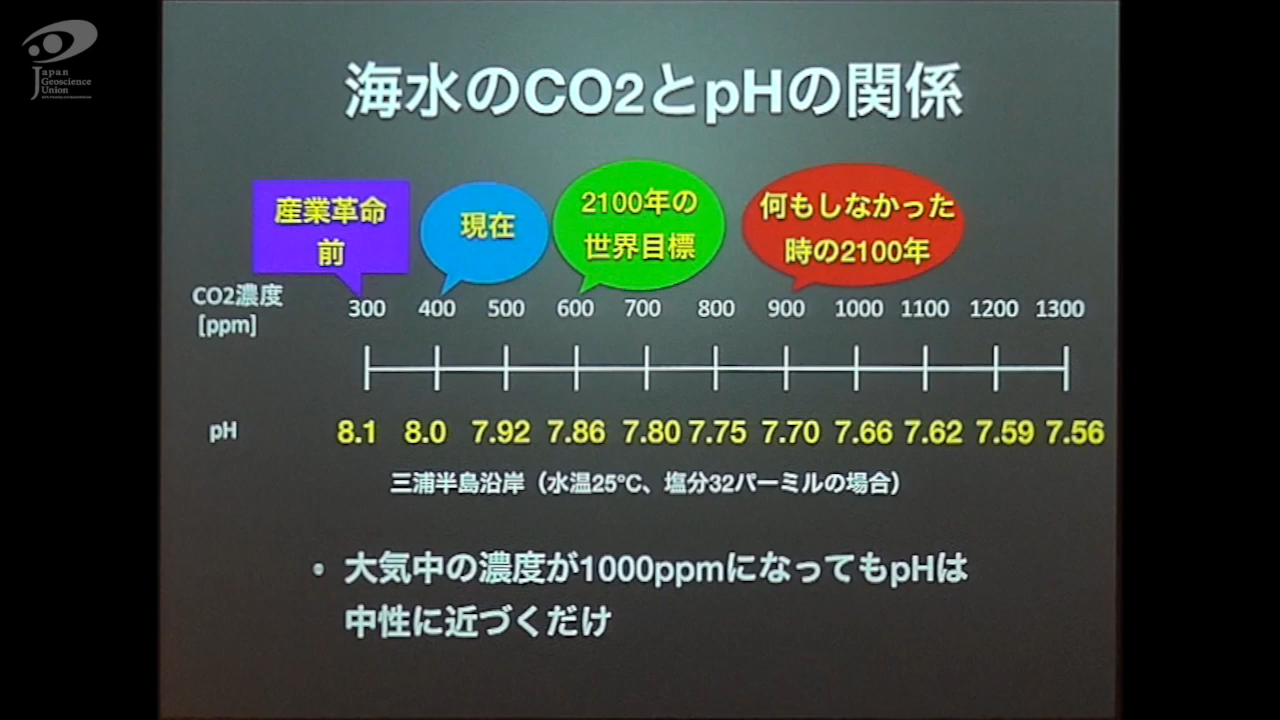 Japan
Geoscience
Union
海水のCO2とpHの関係
産業革命
前
現在
2100年の
世界目標
何もしなかった
時の2100年
CO2濃度
[ppm]
300 400 500 600 700 800 900 1000 1100 1200 1300
pH 8.1 8.0 7.92 7.86 7.80 7.75 7.70 7.66 7.62 7.59 7.56
三浦半島沿岸（水温25°C、塩分32パーミルの場合）
• 大気中の濃度が1000ppmになってもpHは
中性に近づくだけ